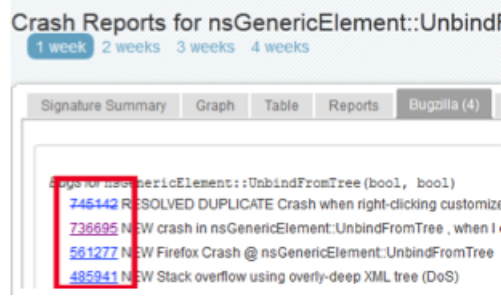 Crash Reports for nsGenericElement::UnbindF
1 week 2 weeks 3 weeks 4 weeks
Signature Summary Graph Table Reports Bugzilla (4)
Bugs for nsGenericElement::UnbindFromTree(bool, bool)
745142 RESOLVED DUPLICATE Crash when right-clicking customize
736695 NEW crash in nsGenericElement::UnbindFromTree , when I
561277 NEW Firefox Crash @ nsGenericElement::UnbindFromTree
485941 NEW Stack overflow using overly-deep XML tree (DoS)